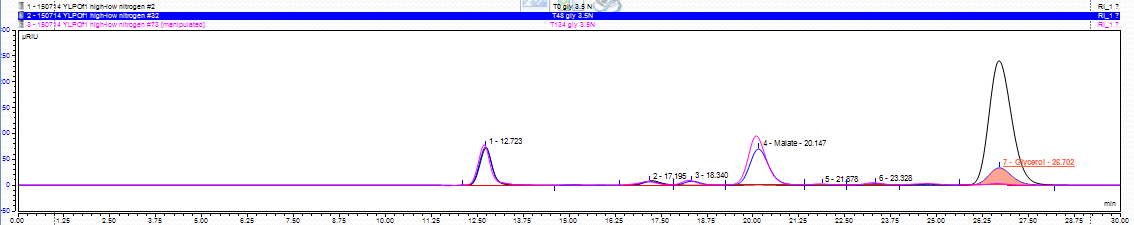 1 - 150714 YLPOf1 high-low nitrogen #2 T0 gly 3.5 N RI_1 ?
2 - 150714 YLPOf1 high-low nitrogen #32 T48 gly 3.5N RI_1 ?
3 - 150714 YLPOf1 high-low nitrogen #73 [manipulated] T134 gly 3.5N RI_1 ?
µRIU
1 - 12.723
2 - 17.195
3 - 18.340
4 - Malate - 20.147
5 - 21.878
6 - 23.328
7 - Glycerol - 26.702
min
0.00 1.25 2.50 3.75 5.00 6.25 7.50 8.75 10.00 11.25 12.50 13.75 15.00 16.25 17.50 18.75 20.00 21.25 22.50 23.75 25.00 26.25 27.50 28.75 30.00